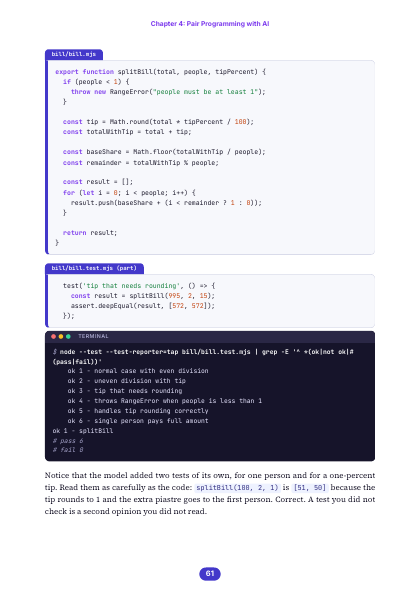 Chapter 4: Pair Programming with AI
bill/bill.mjs
export function splitBill(total, people, tipPercent) {
  if (people < 1) {
    throw new RangeError("people must be at least 1");
  }

  const tip = Math.round(total * tipPercent / 100);
  const totalWithTip = total + tip;

  const baseShare = Math.floor(totalWithTip / people);
  const remainder = totalWithTip % people;

  const result = [];
  for (let i = 0; i < people; i++) {
    result.push(baseShare + (i < remainder ? 1 : 0));
  }

  return result;
}
bill/bill.test.mjs (part)
  test('tip that needs rounding', () => {
    const result = splitBill(995, 2, 15);
    assert.deepEqual(result, [572, 572]);
  });
TERMINAL
$ node --test --test-reporter=tap bill/bill.test.mjs | grep -E '^ *(ok|not ok|#
(pass|fail))'
    ok 1 - normal case with even division
    ok 2 - uneven division with tip
    ok 3 - tip that needs rounding
    ok 4 - throws RangeError when people is less than 1
    ok 5 - handles tip rounding correctly
    ok 6 - single person pays full amount
ok 1 - splitBill
# pass 6
# fail 0
Notice that the model added two tests of its own, for one person and for a one-percent
tip. Read them as carefully as the code: splitBill(100, 2, 1) is [51, 50] because the
tip rounds to 1 and the extra piastre goes to the first person. Correct. A test you did not
check is a second opinion you did not read.
61